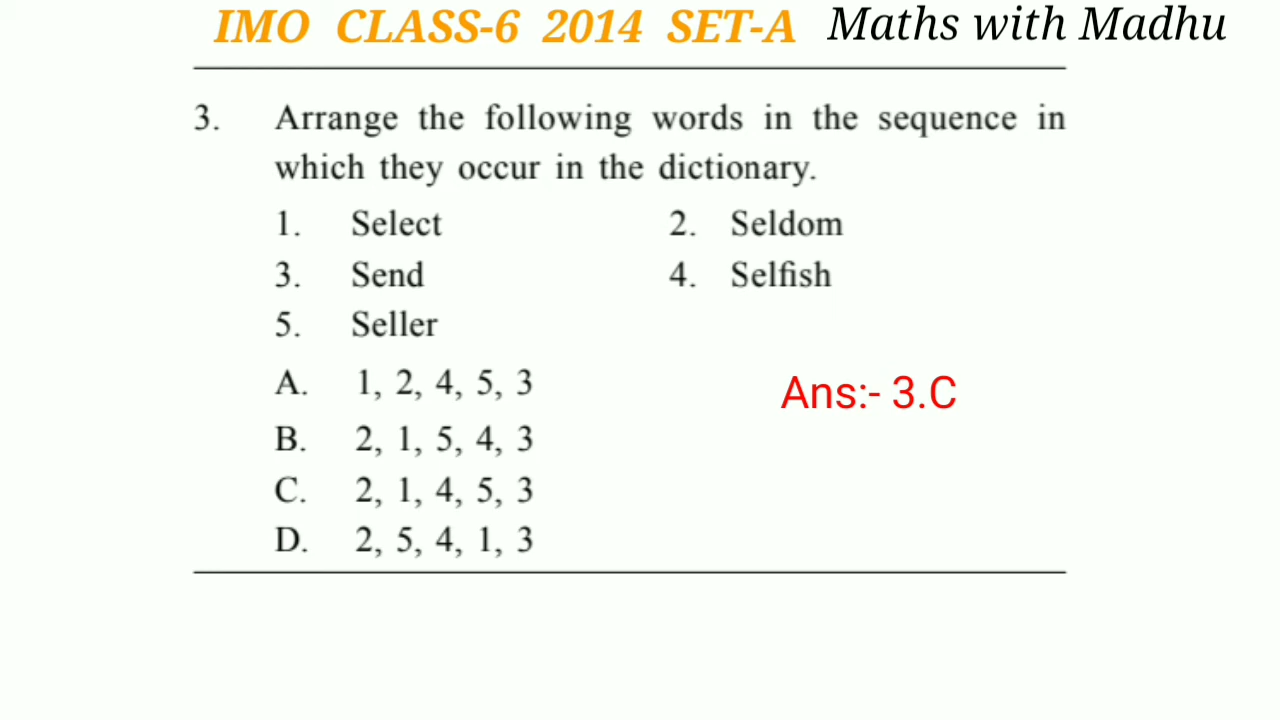 IMO CLASS-6 2014 SET-A Maths with Madhu
3. Arrange the following words in the sequence in
which they occur in the dictionary.
1. Select 2. Seldom
3. Send 4. Selfish
5. Seller
A. 1, 2, 4, 5, 3
Ans:- 3.C
B. 2, 1, 5, 4, 3
C. 2, 1, 4, 5, 3
D. 2, 5, 4, 1, 3